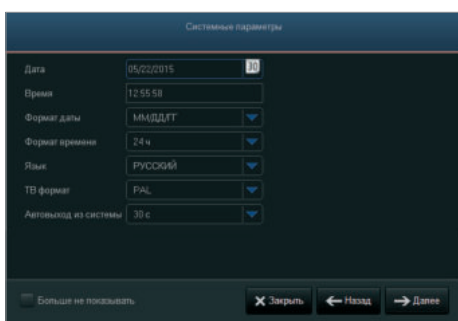 Системные параметры
Дата 05/22/2015 30
Время 12:55:58
Формат даты ММ/ДД/ГГ
Формат времени 24 ч
Язык РУССКИЙ
ТВ формат PAL
Автовыход из системы 30 с
Больше не показывать Закрыть Назад Далее